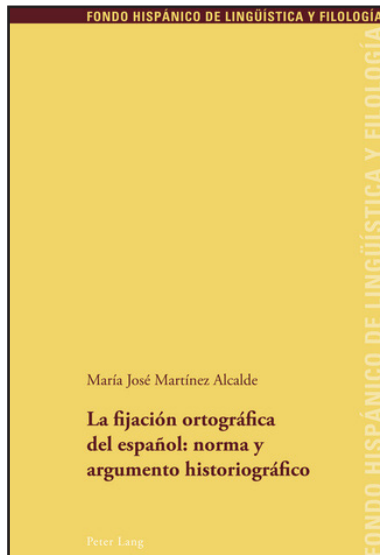 FONDO HISPÁNICO DE LINGÜÍSTICA Y FILOLOGÍA
FONDO HISPÁNICO DE LINGÜÍSTICA Y FILOLOGÍA
María José Martínez Alcalde
La fijación ortográfica
del español: norma y
argumento historiográfico
Peter Lang